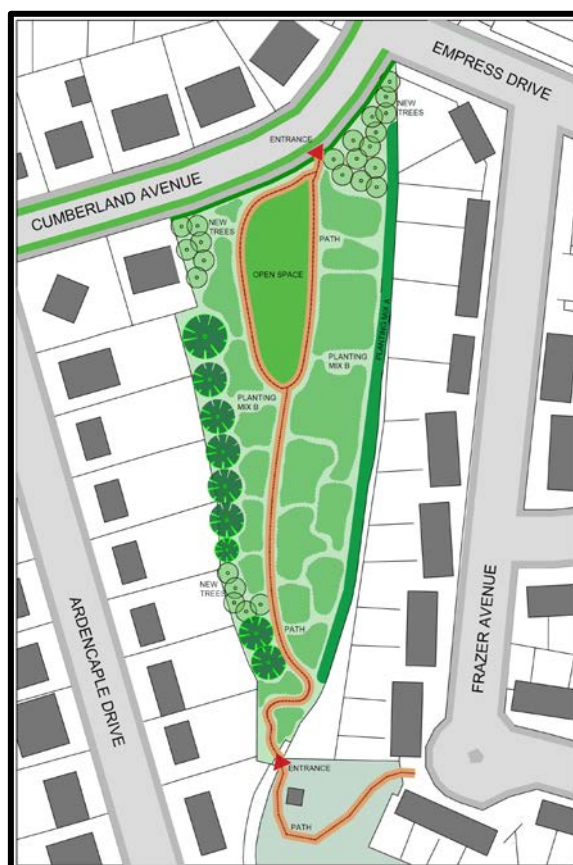 EMPRESS DRIVE
NEW
TREES
ENTRANCE
CUMBERLAND AVENUE
NEW
TREES
PATH
OPEN SPACE
PLANTING MIX A
PLANTING
MIX B
PLANTING
MIX B
NEW
TREES
ARDENCAPLE DRIVE
FRAZER AVENUE
PATH
ENTRANCE
PATH